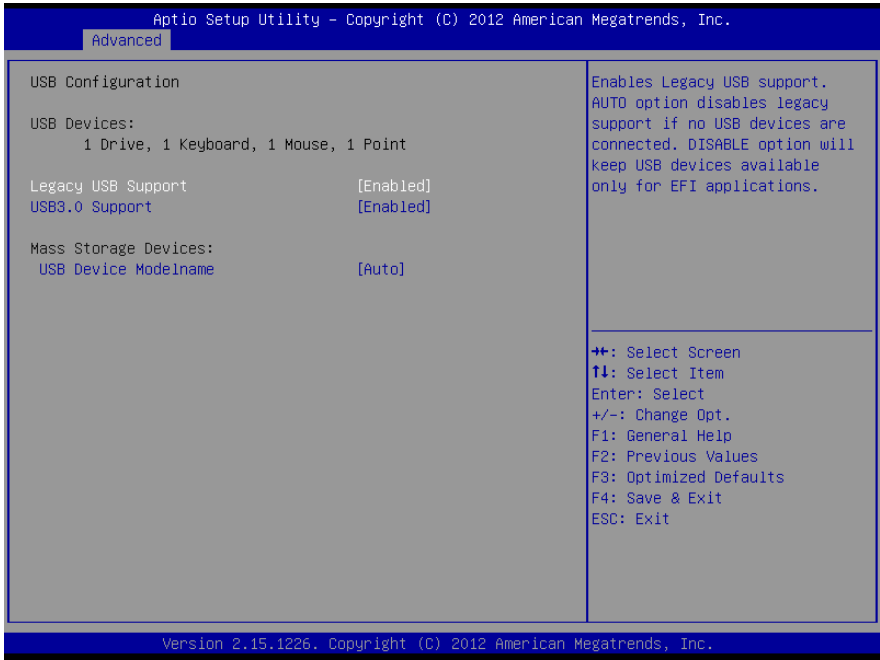 Aptio Setup Utility – Copyright (C) 2012 American Megatrends, Inc.
Advanced
USB Configuration
USB Devices:
1 Drive, 1 Keyboard, 1 Mouse, 1 Point
Legacy USB Support [Enabled]
USB3.0 Support [Enabled]
Mass Storage Devices:
USB Device Modelname [Auto]
Enables Legacy USB support.
AUTO option disables legacy
support if no USB devices are
connected. DISABLE option will
keep USB devices available
only for EFI applications.
→←: Select Screen
↑↓: Select Item
Enter: Select
+/-: Change Opt.
F1: General Help
F2: Previous Values
F3: Optimized Defaults
F4: Save & Exit
ESC: Exit
Version 2.15.1226. Copyright (C) 2012 American Megatrends, Inc.